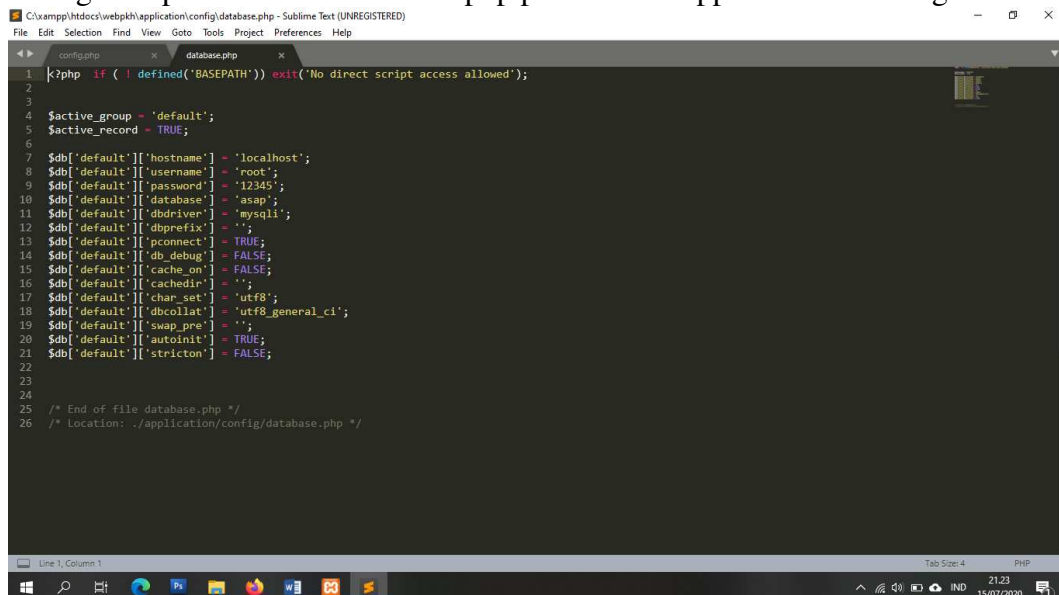 C:\xampp\htdocs\webpkh\application\config\database.php - Sublime Text (UNREGISTERED)
File Edit Selection Find View Goto Tools Project Preferences Help
config.php × database.php ×
1 <?php if ( ! defined('BASEPATH')) exit('No direct script access allowed');
2
3
4 $active_group = 'default';
5 $active_record = TRUE;
6
7 $db['default']['hostname'] = 'localhost';
8 $db['default']['username'] = 'root';
9 $db['default']['password'] = '12345';
10 $db['default']['database'] = 'asap';
11 $db['default']['dbdriver'] = 'mysqli';
12 $db['default']['dbprefix'] = '';
13 $db['default']['pconnect'] = TRUE;
14 $db['default']['db_debug'] = FALSE;
15 $db['default']['cache_on'] = FALSE;
16 $db['default']['cachedir'] = '';
17 $db['default']['char_set'] = 'utf8';
18 $db['default']['dbcollat'] = 'utf8_general_ci';
19 $db['default']['swap_pre'] = '';
20 $db['default']['autoinit'] = TRUE;
21 $db['default']['stricton'] = FALSE;
22
23
24
25 /* End of file database.php */
26 /* Location: ./application/config/database.php */
Line 1, Column 1 Tab Size: 4 PHP
Ps W IND 21.23
15/07/2020